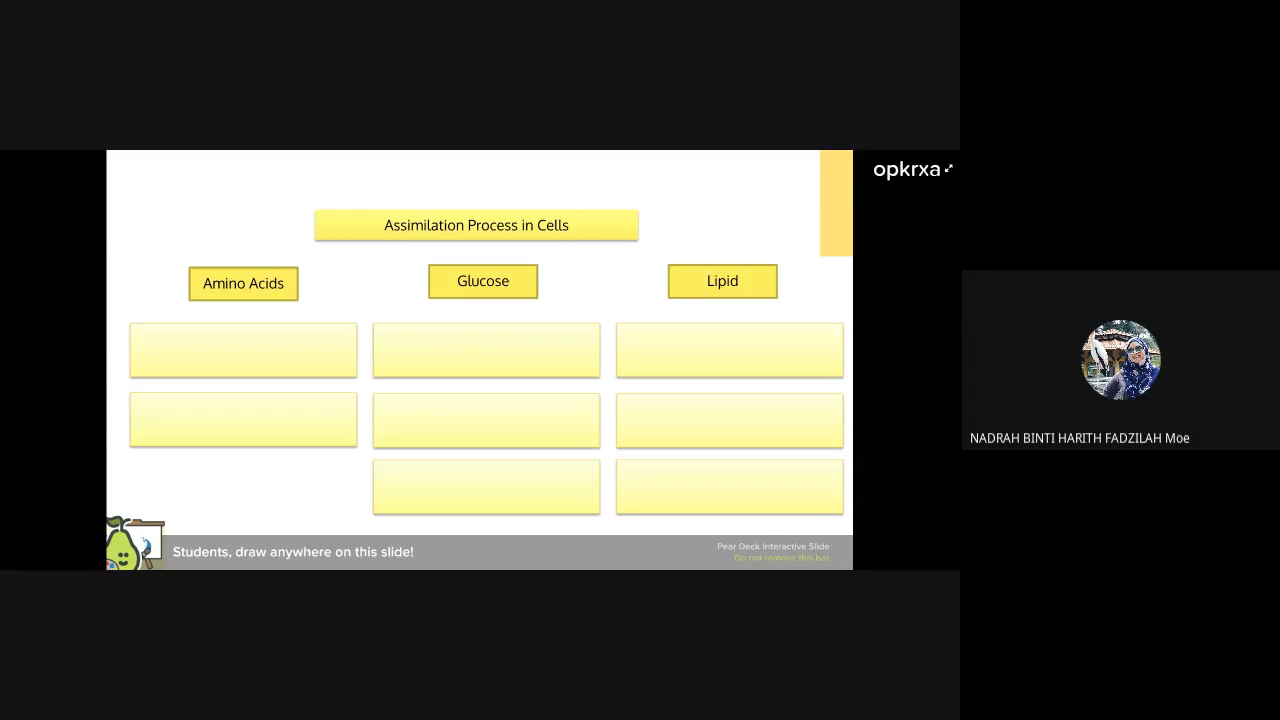 opkrxa
Assimilation Process in Cells
Amino Acids
Glucose
Lipid
NADRAH BINTI HARITH FADZILAH Moe
Students, draw anywhere on this slide!
Pear Deck Interactive Slide
Do not remove this bar